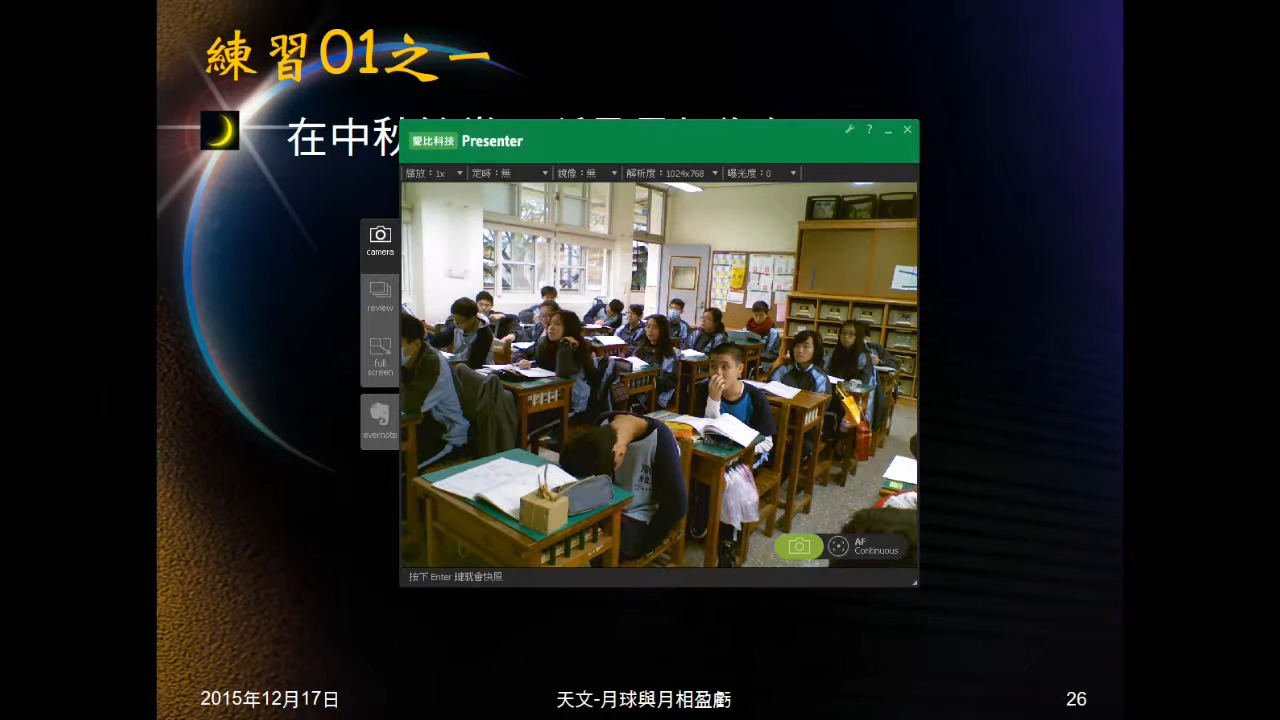 練習01之一
在中秋
愛比科技 Presenter
縮放：1x 定時：無 鏡像：無 解析度：1024x768 曝光度：0
camera
review
full
screen
evernote
AF
Continuous
按下 Enter 鍵就會快照
2015年12月17日 天文-月球與月相盈虧 26